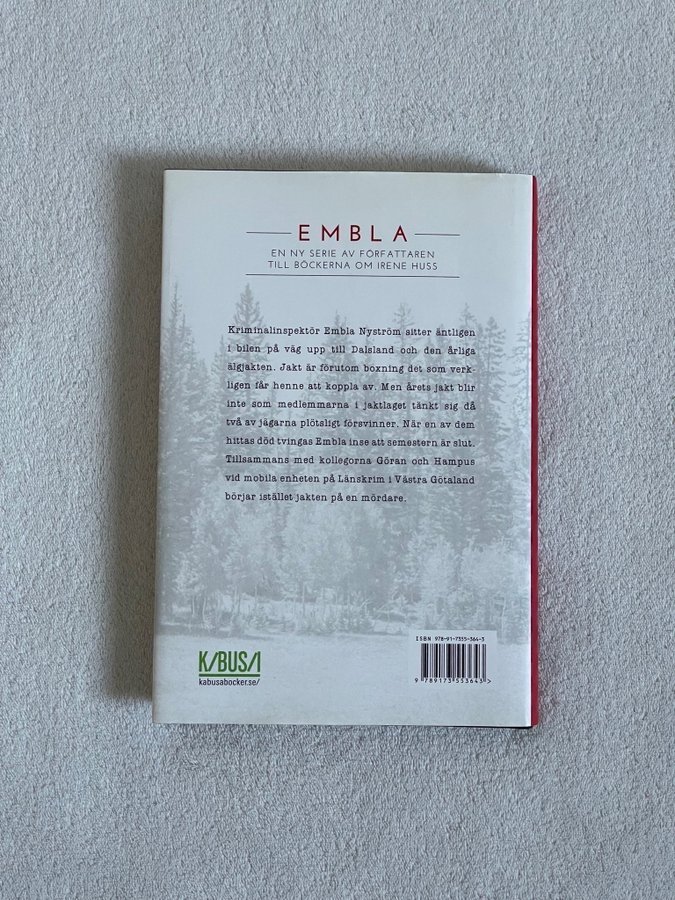 EMBLA
EN NY SERIE AV FÖRFATTAREN
TILL BÖCKERNA OM IRENE HUSS
Kriminalinspektör Embla Nyström sitter äntligen
i bilen på väg upp till Dalsland och den årliga
älgjakten. Jakt är förutom boxning det som verk-
ligen får henne att koppla av. Men årets jakt blir
inte som medlemmarna i jaktlaget tänkt sig då
två av jägarna plötsligt försvinner. När en av dem
hittas död tvingas Embla inse att semestern är slut.
Tillsammans med kollegorna Göran och Hampus
vid mobila enheten på Länskrim i Västra Götaland
börjar istället jakten på en mördare.
K/BUS/I
kabusabocker.se/
ISBN 978-91-7355-364-3
9 789173 553643 >